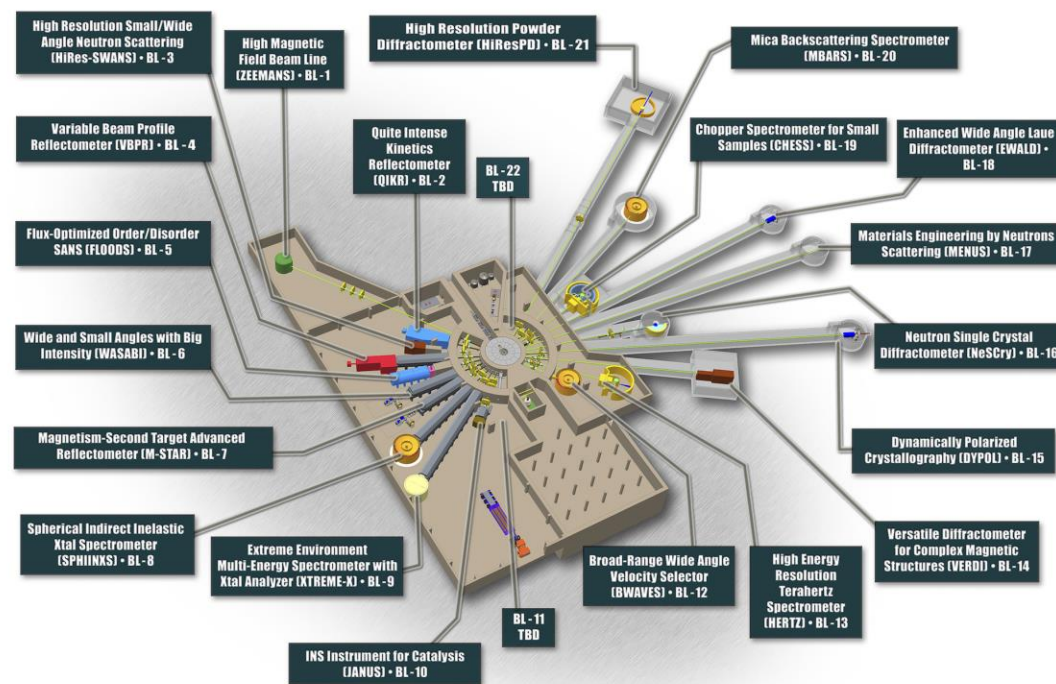 High Resolution Small/Wide
Angle Neutron Scattering
(HiRes-SWANS) • BL-3
High Magnetic
Field Beam Line
(ZEEMANS) • BL-1
High Resolution Powder
Diffractometer (HiResPD) • BL-21
Mica Backscattering Spectrometer
(MBARS) • BL-20
Variable Beam Profile
Reflectometer (VBPR) • BL-4
Quite Intense
Kinetics
Reflectometer
(QIKR) • BL-2
BL-22
TBD
Chopper Spectrometer for Small
Samples (CHESS) • BL-19
Enhanced Wide Angle Laue
Diffractometer (EWALD) •
BL-18
Flux-Optimized Order/Disorder
SANS (FLOODS) • BL-5
Materials Engineering by Neutrons
Scattering (MENUS) • BL-17
Wide and Small Angles with Big
Intensity (WASABI) • BL-6
Neutron Single Crystal
Diffractometer (NeSCry) • BL-16
Magnetism-Second Target Advanced
Reflectometer (M-STAR) • BL-7
Dynamically Polarized
Crystallography (DYPOL) • BL-15
Spherical Indirect Inelastic
Xtal Spectrometer
(SPHIINXS) • BL-8
Extreme Environment
Multi-Energy Spectrometer with
Xtal Analyzer (XTREME-X) • BL-9
Broad-Range Wide Angle
Velocity Selector
(BWAVES) • BL-12
High Energy
Resolution
Terahertz
Spectrometer
(HERTZ) • BL-13
Versatile Diffractometer
for Complex Magnetic
Structures (VERDI) • BL-14
BL-11
TBD
INS Instrument for Catalysis
(JANUS) • BL-10